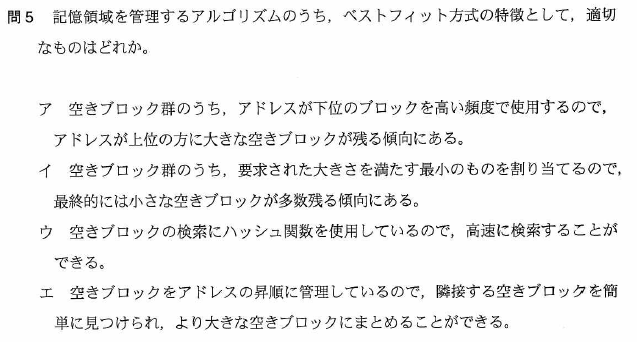 問5 記憶領域を管理するアルゴリズムのうち，ベストフィット方式の特徴として，適切
なものはどれか。
ア 空きブロック群のうち，アドレスが下位のブロックを高い頻度で使用するので，
アドレスが上位の方に大きな空きブロックが残る傾向にある。
イ 空きブロック群のうち，要求された大きさを満たす最小のものを割り当てるので，
最終的には小さな空きブロックが多数残る傾向にある。
ウ 空きブロックの検索にハッシュ関数を使用しているので，高速に検索することが
できる。
エ 空きブロックをアドレスの昇順に管理しているので，隣接する空きブロックを簡
単に見つけられ，より大きな空きブロックにまとめることができる。